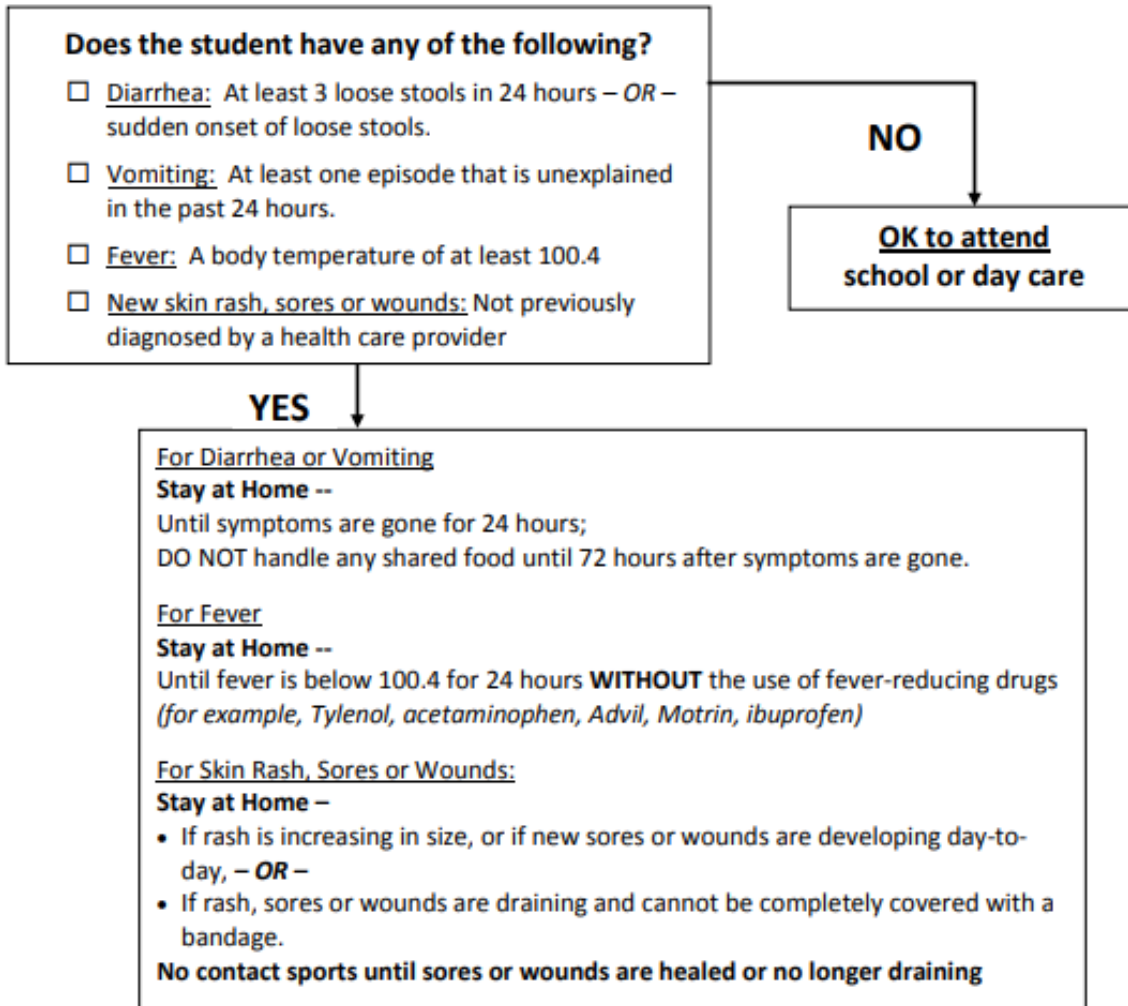 Does the student have any of the following?
☐ Diarrhea: At least 3 loose stools in 24 hours – OR –
sudden onset of loose stools.
☐ Vomiting: At least one episode that is unexplained
in the past 24 hours.
☐ Fever: A body temperature of at least 100.4
☐ New skin rash, sores or wounds: Not previously
diagnosed by a health care provider
NO
OK to attend
school or day care
YES
For Diarrhea or Vomiting
Stay at Home --
Until symptoms are gone for 24 hours;
DO NOT handle any shared food until 72 hours after symptoms are gone.
For Fever
Stay at Home --
Until fever is below 100.4 for 24 hours WITHOUT the use of fever-reducing drugs
(for example, Tylenol, acetaminophen, Advil, Motrin, ibuprofen)
For Skin Rash, Sores or Wounds:
Stay at Home –
• If rash is increasing in size, or if new sores or wounds are developing day-to-
day, – OR –
• If rash, sores or wounds are draining and cannot be completely covered with a
bandage.
No contact sports until sores or wounds are healed or no longer draining